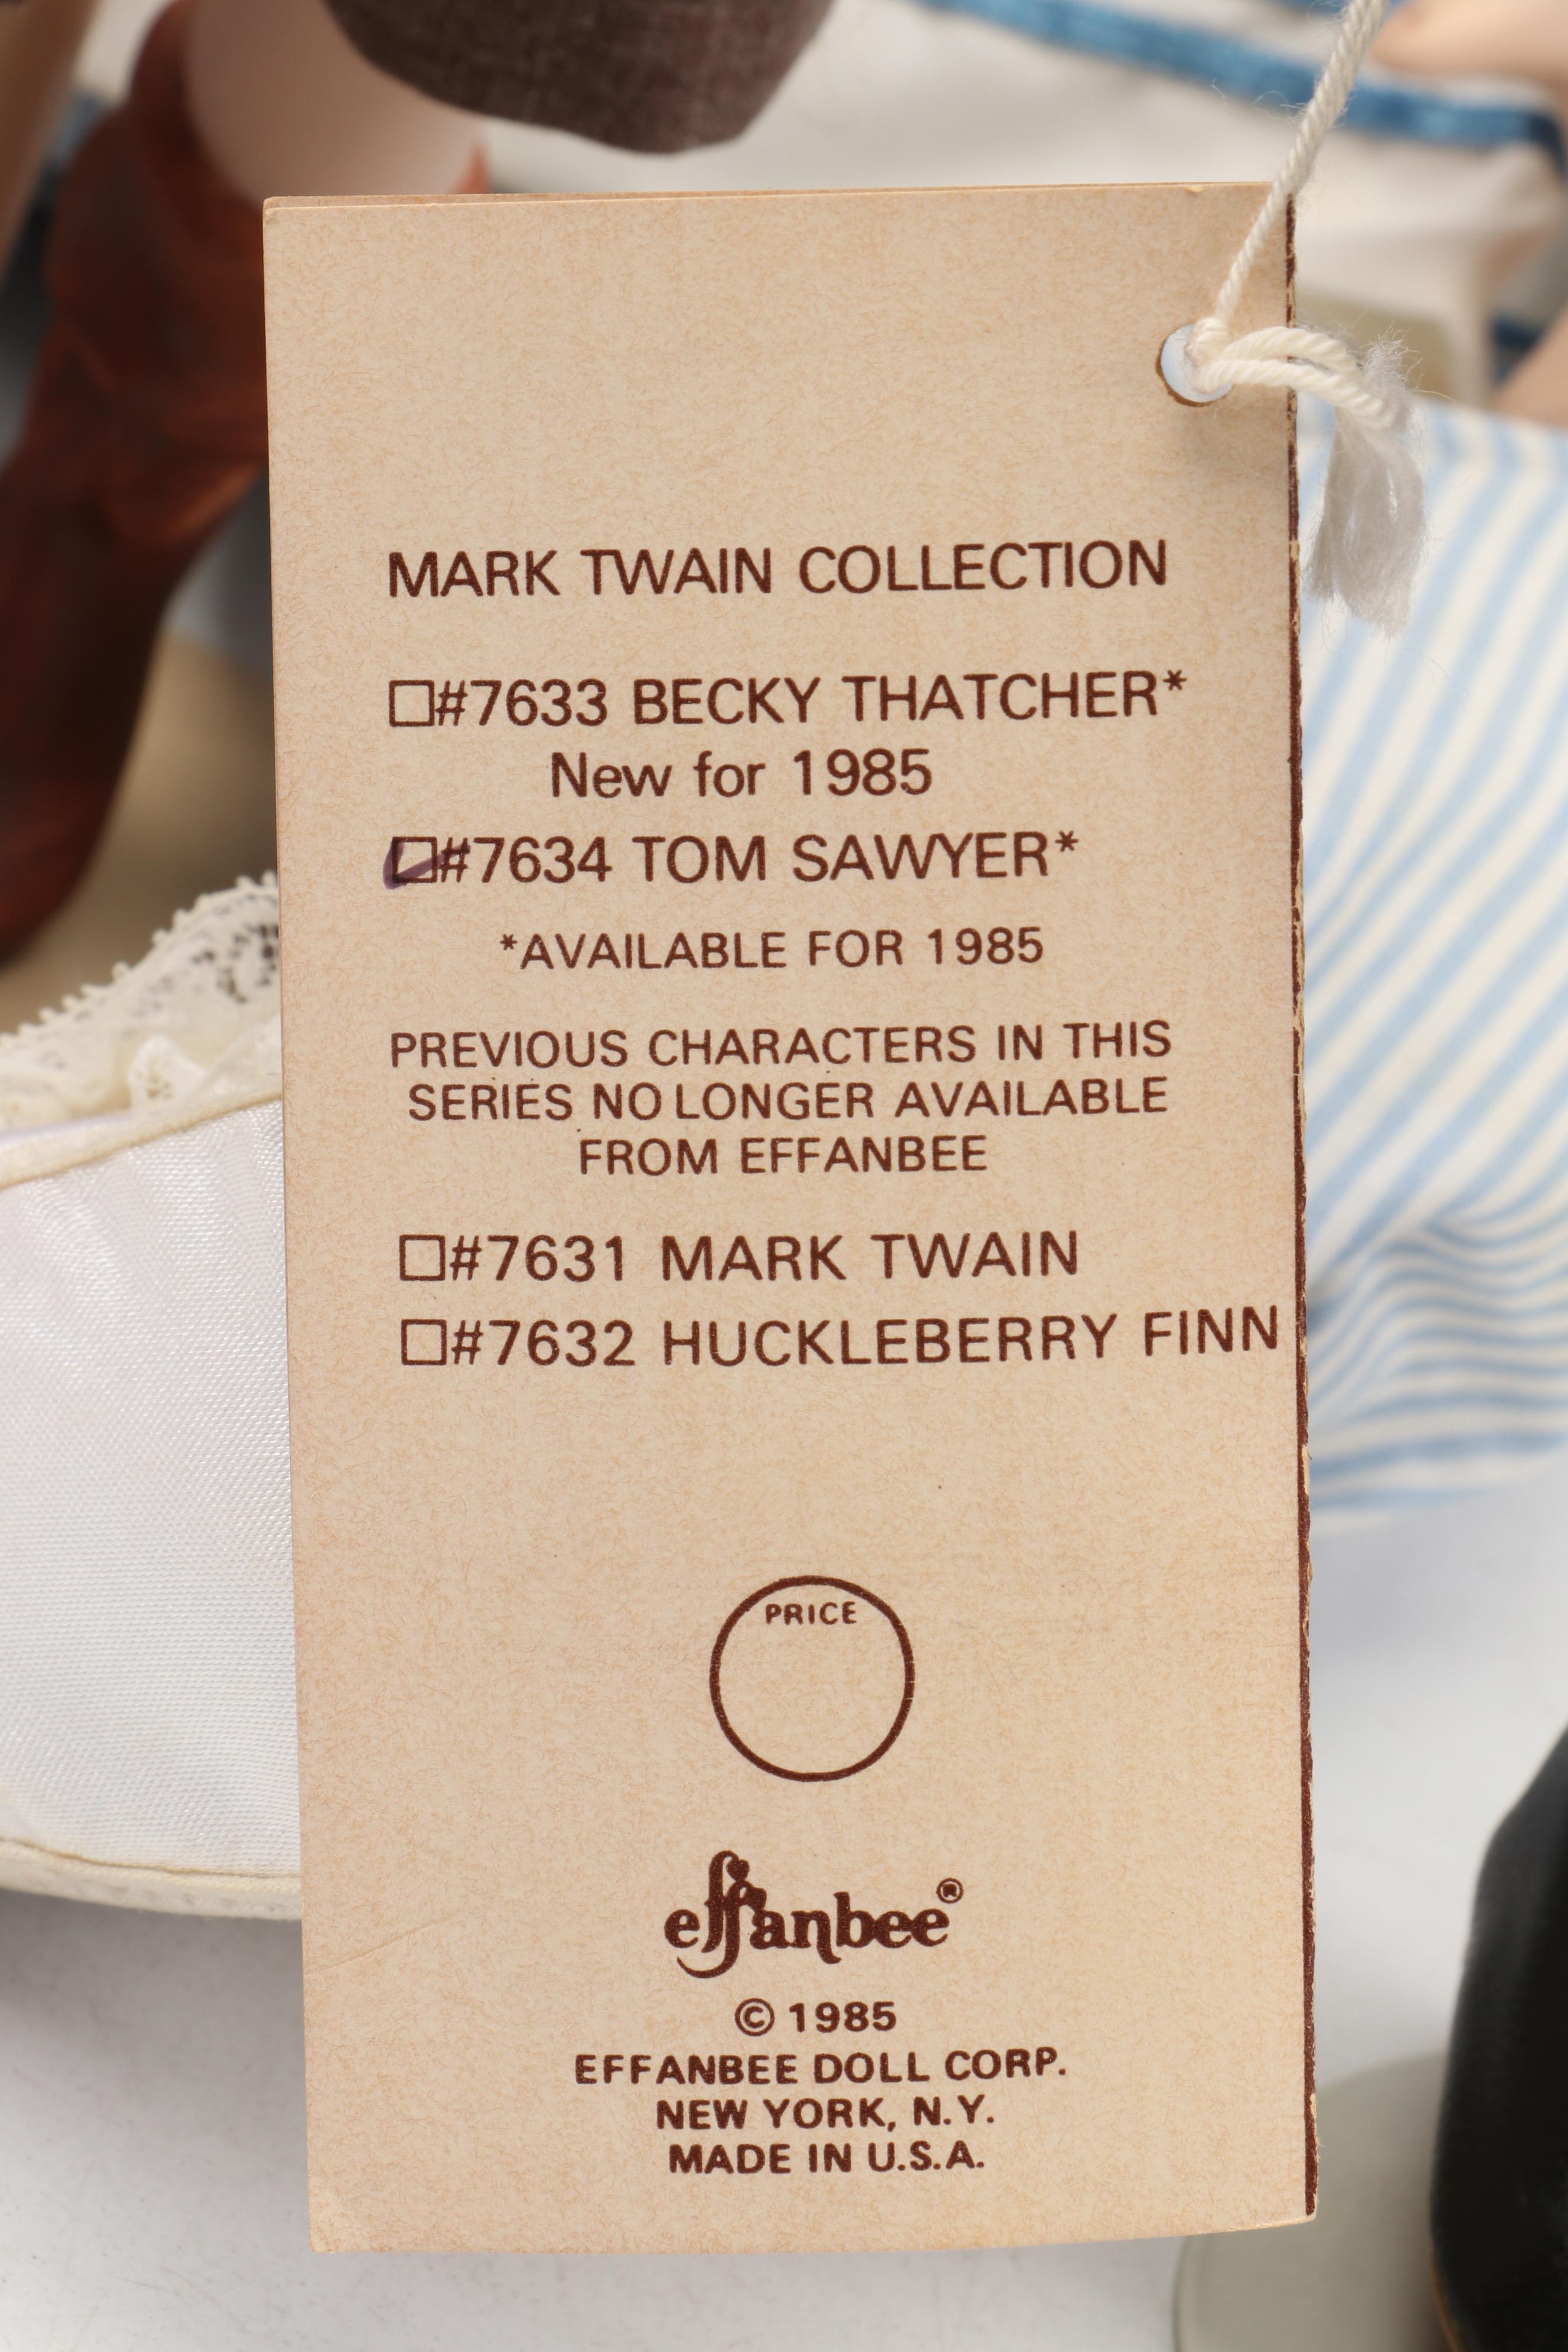 MARK TWAIN COLLECTION
☐#7633 BECKY THATCHER*
New for 1985
☐#7634 TOM SAWYER*
*AVAILABLE FOR 1985
PREVIOUS CHARACTERS IN THIS
SERIES NO LONGER AVAILABLE
FROM EFFANBEE
☐#7631 MARK TWAIN
☐#7632 HUCKLEBERRY FINN
PRICE
effanbee®
© 1985
EFFANBEE DOLL CORP.
NEW YORK, N.Y.
MADE IN U.S.A.